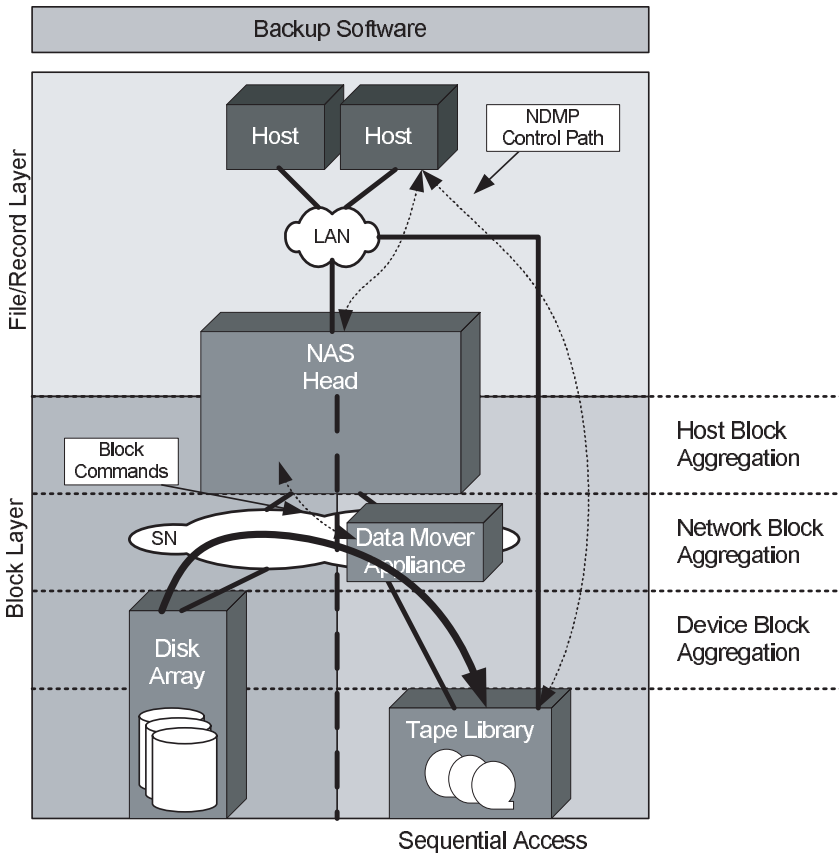 Backup Software
File/Record Layer
Host
Host
NDMP
Control Path
LAN
NAS
Head
Block
Commands
Host Block
Aggregation
Block Layer
SN
Data Mover
Appliance
Network Block
Aggregation
Disk
Array
Device Block
Aggregation
Tape Library
Sequential Access